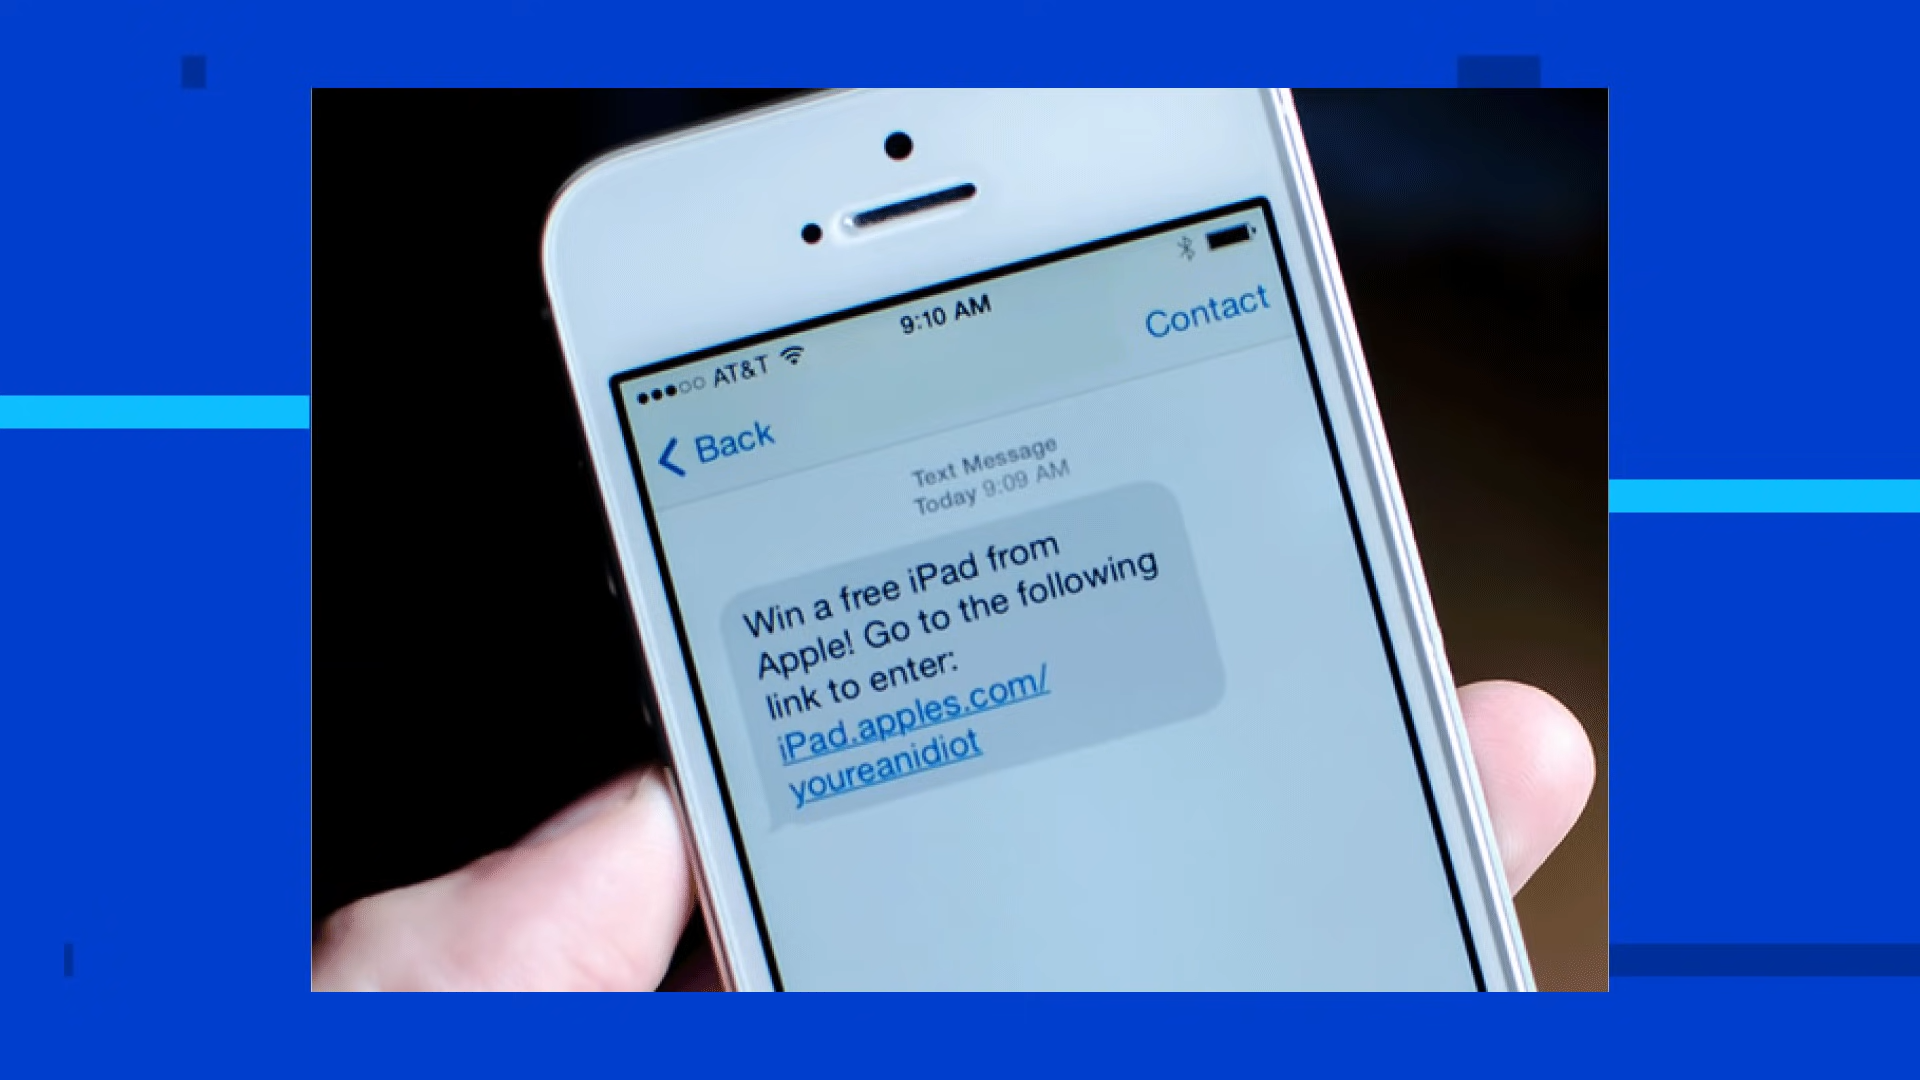 9:10 AM
AT&T
Back
Contact
Text Message
Today 9:09 AM
Win a free iPad from
Apple! Go to the following
link to enter:
iPad.apples.com/
youreanidiot